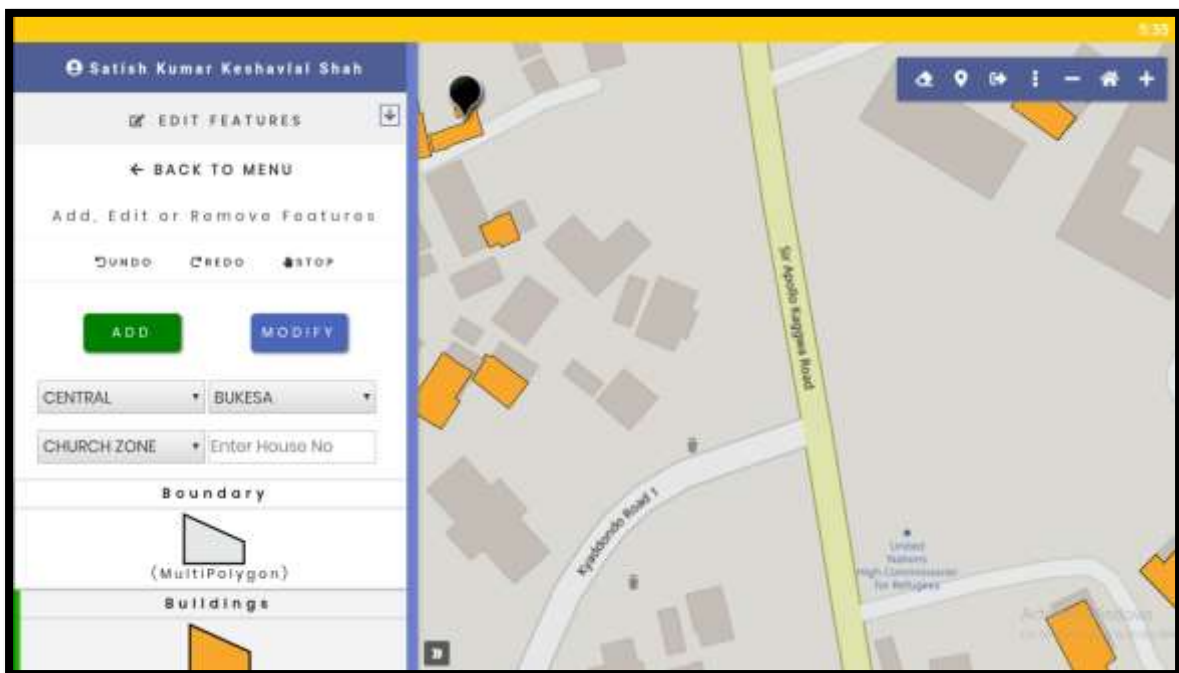 5:33
Satish Kumar Keshavlal Shah
EDIT FEATURES
BACK TO MENU
Add, Edit or Remove Features
UNDO REDO STOP
ADD MODIFY
CENTRAL BUKESA
CHURCH ZONE Enter House No
Boundary
(MultiPolygon)
Buildings
Sir Apollo Kaggwa Road
Kyaddondo Road 1
United
Nations
High Commissioner
for Refugees